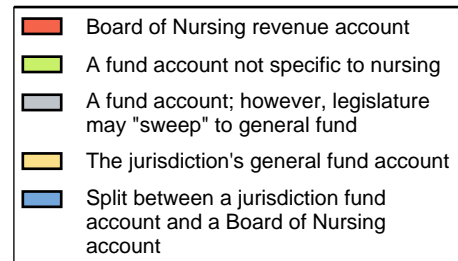 Board of Nursing revenue account
A fund account not specific to nursing
A fund account; however, legislature
may "sweep" to general fund
The jurisdiction's general fund account
Split between a jurisdiction fund
account and a Board of Nursing
account